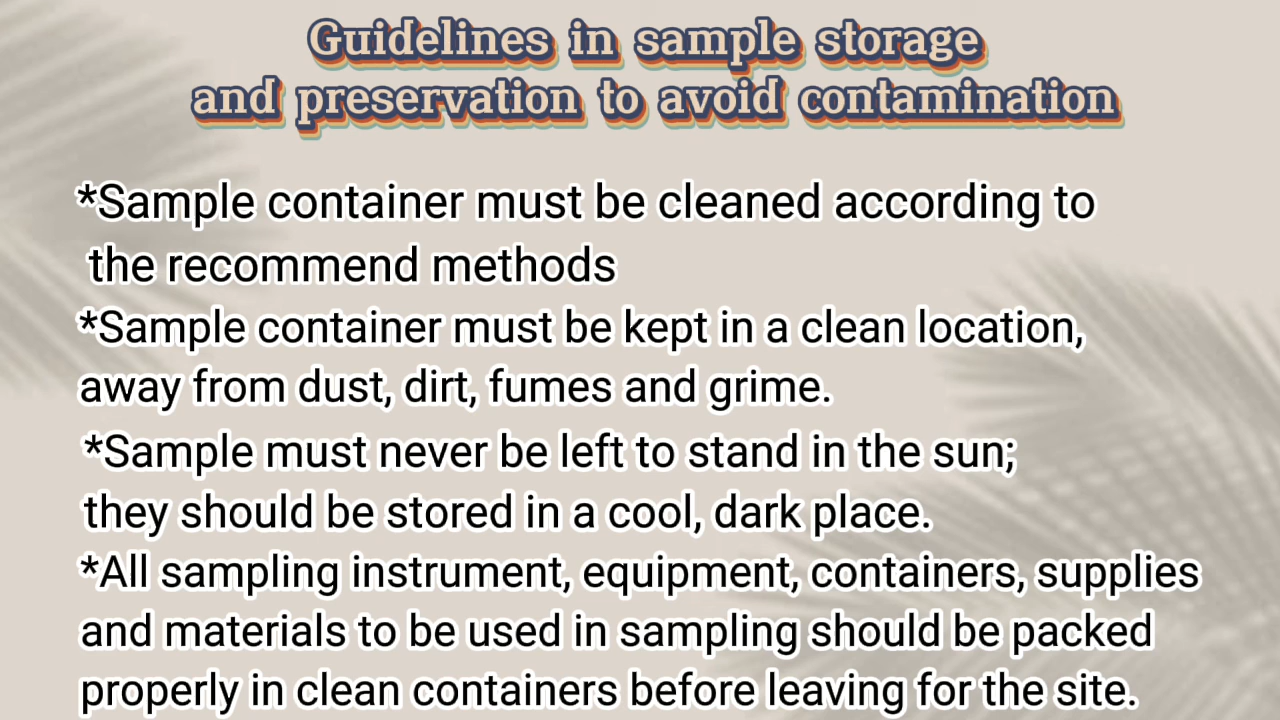 Guidelines in sample storage
and preservation to avoid contamination
*Sample container must be cleaned according to
the recommend methods
*Sample container must be kept in a clean location,
away from dust, dirt, fumes and grime.
*Sample must never be left to stand in the sun;
they should be stored in a cool, dark place.
*All sampling instrument, equipment, containers, supplies
and materials to be used in sampling should be packed
properly in clean containers before leaving for the site.